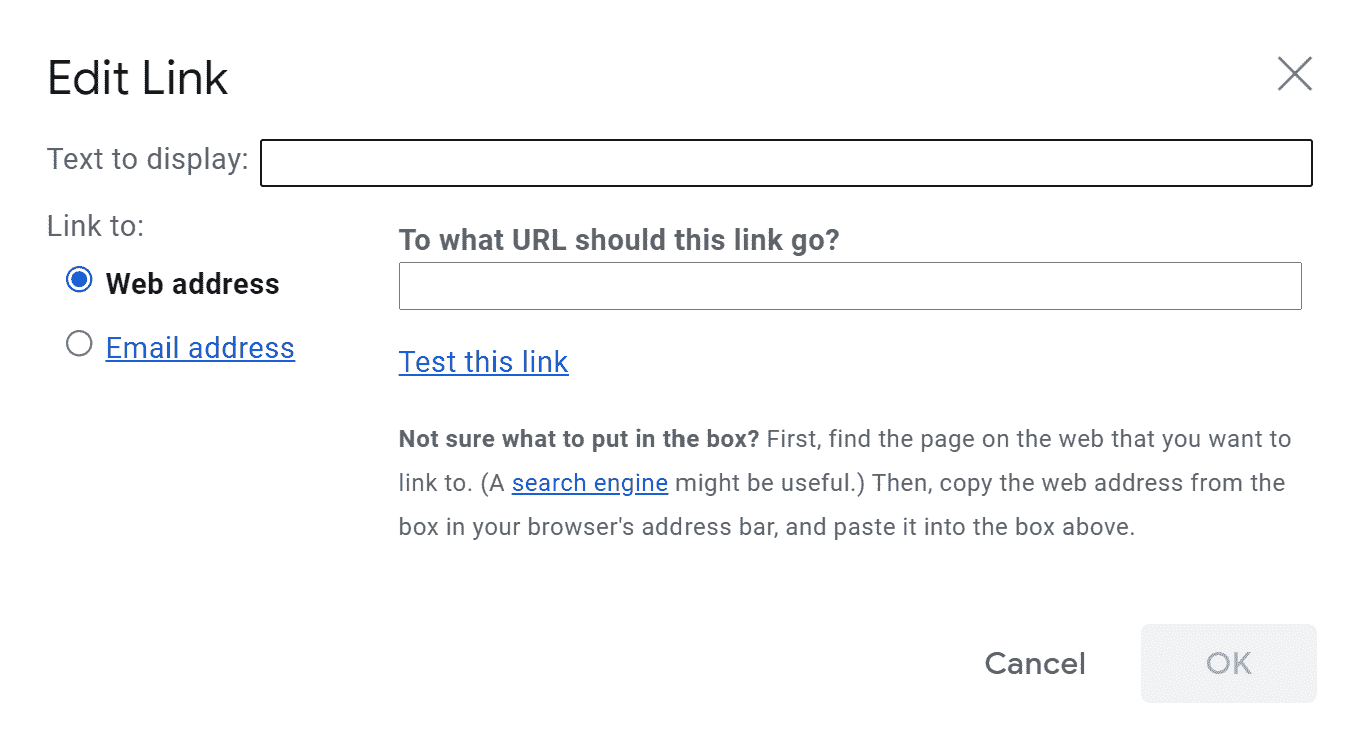 Edit Link
Text to display:
Link to:
To what URL should this link go?
Web address
Email address
Test this link
Not sure what to put in the box? First, find the page on the web that you want to
link to. (A search engine might be useful.) Then, copy the web address from the
box in your browser's address bar, and paste it into the box above.
Cancel
OK